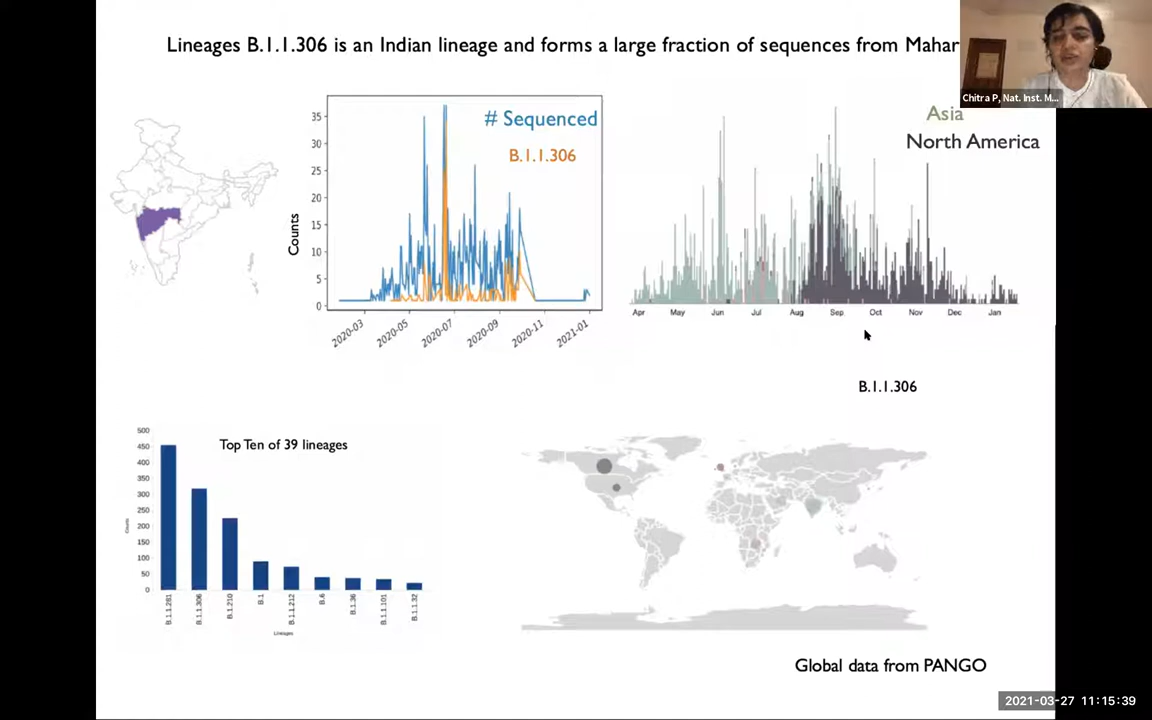 Lineages B.1.1.306 is an Indian lineage and forms a large fraction of sequences from Mahar
Chitra P, Nat. Inst. M...
# Sequenced
B.1.1.306
Counts
35
30
25
20
15
10
5
0
2020-03
2020-05
2020-07
2020-09
2020-11
2021-01
Asia
North America
Apr
May
Jun
Jul
Aug
Sep
Oct
Nov
Dec
Jan
B.1.1.306
Top Ten of 39 lineages
Counts
500
450
400
350
300
250
200
150
100
50
0
B.1.1.281
B.1.1.306
B.1.210
B.1
B.1.1.212
B.6
B.1.36
B.1.1.101
B.1.1.32
Lineages
Global data from PANGO
2021-03-27 11:15:39